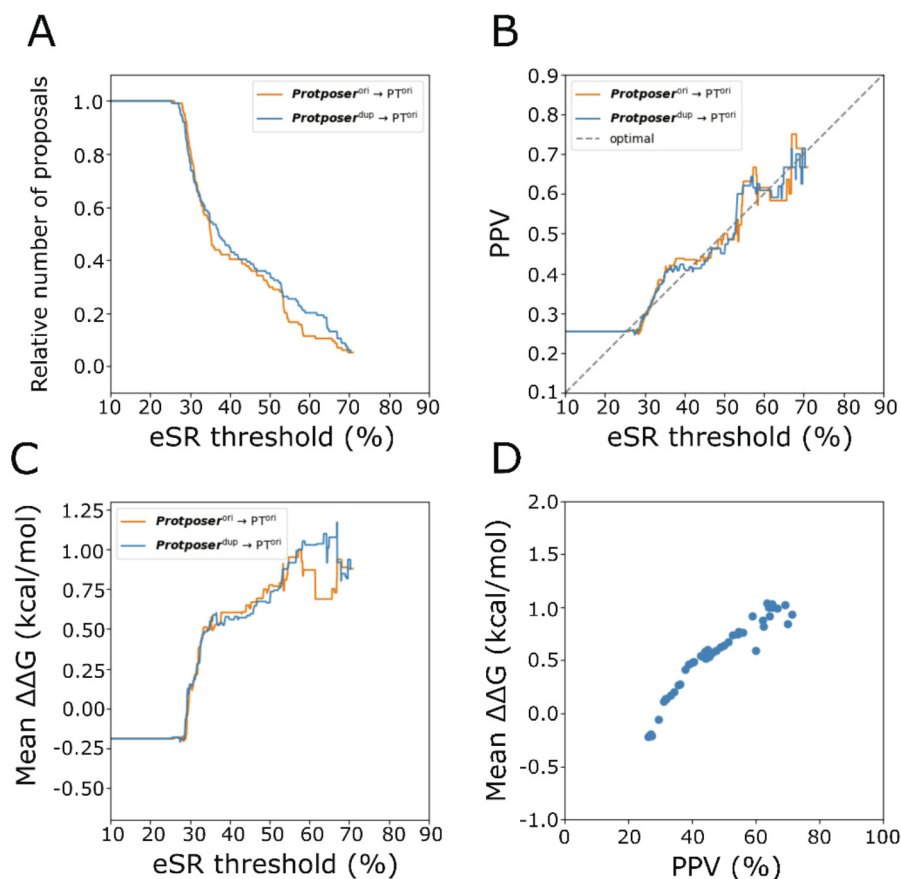 A
Relative number of proposals
1.0
0.8
0.6
0.4
0.2
0.0
Protposer^ori → PT^ori
Protposer^dup → PT^ori
10 20 30 40 50 60 70 80 90
eSR threshold (%)
B
PPV
0.9
0.8
0.7
0.6
0.5
0.4
0.3
0.2
0.1
Protposer^ori → PT^ori
Protposer^dup → PT^ori
optimal
10 20 30 40 50 60 70 80 90
eSR threshold (%)
C
Mean ΔΔG (kcal/mol)
1.25
1.00
0.75
0.50
0.25
0.00
-0.25
-0.50
Protposer^ori → PT^ori
Protposer^dup → PT^ori
10 20 30 40 50 60 70 80 90
eSR threshold (%)
D
Mean ΔΔG (kcal/mol)
2.0
1.5
1.0
0.5
0.0
-0.5
-1.0
0 20 40 60 80 100
PPV (%)